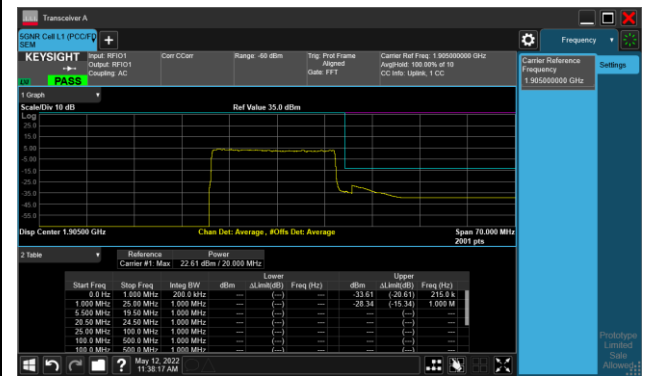 Transceiver A
5GNR Cell L1 (PCC/FD
SEM
Frequency
KEYSIGHT Input: RFIO1 Corr CCorr Range: -60 dBm Trig: Prot Frame Carrier Ref Freq: 1.905000000 GHz
Output: RFIO1 Aligned Avg|Hold: 100.00% of 10
Coupling: AC Gate: FFT CC Info: Uplink, 1 CC
PASS
Carrier Reference
Frequency
1.905000000 GHz
Settings
1 Graph
Scale/Div 10 dB Ref Value 35.0 dBm
Log
25.0
15.0
5.00
-5.00
-15.0
-25.0
-35.0
-45.0
-55.0
Disp Center 1.90500 GHz Chan Det: Average, #Offs Det: Average Span 70.000 MHz
2001 pts
2 Table
Reference Power
Carrier #1: Max 22.61 dBm / 20.000 MHz
Lower Upper
Start Freq Stop Freq Integ BW dBm ΔLimit(dB) Freq (Hz) dBm ΔLimit(dB) Freq (Hz)
0.0 Hz 1.000 MHz 200.0 kHz --- (---) --- -33.61 (-20.61) 215.0 k
1.000 MHz 25.00 MHz 1.000 MHz --- (---) --- -28.34 (-15.34) 1.000 M
5.500 MHz 19.50 MHz 1.000 MHz --- (---) --- --- (---) ---
20.50 MHz 24.50 MHz 1.000 MHz --- (---) --- --- (---) ---
25.00 MHz 100.0 MHz 1.000 MHz --- (---) --- --- (---) ---
100.0 MHz 500.0 MHz 1.000 MHz --- (---) --- --- (---) ---
100.0 MHz 500.0 MHz 1.000 MHz --- (---) --- --- (---) ---
May 12, 2022
11:38:17 AM
Prototype
Limited
Sale
Allowed